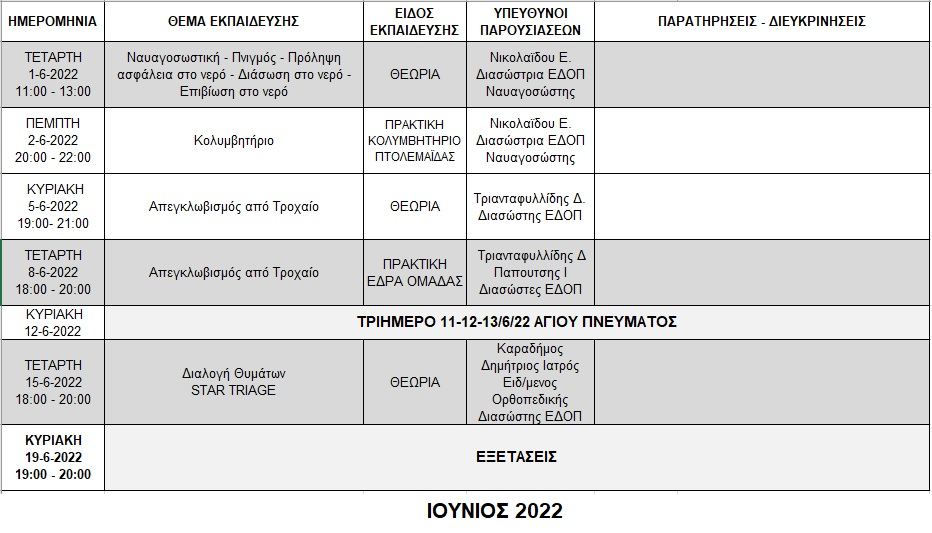 ΗΜΕΡΟΜΗΝΙΑ
ΘΕΜΑ ΕΚΠΑΙΔΕΥΣΗΣ
ΕΙΔΟΣ
ΕΚΠΑΙΔΕΥΣΗΣ
ΥΠΕΥΘΥΝΟΙ
ΠΑΡΟΥΣΙΑΣΕΩΝ
ΠΑΡΑΤΗΡΗΣΕΙΣ - ΔΙΕΥΚΡΙΝΗΣΕΙΣ
ΤΕΤΑΡΤΗ
1-6-2022
11:00 - 13:00
Ναυαγοσωστική - Πνιγμός - Πρόληψη
ασφάλεια στο νερό - Διάσωση στο νερό -
Επιβίωση στο νερό
ΘΕΩΡΙΑ
Νικολαϊδου Ε.
Διασώστρια ΕΔΟΠ
Ναυαγοσώστης
ΠΕΜΠΤΗ
2-6-2022
20:00 - 22:00
Κολυμβητήριο
ΠΡΑΚΤΙΚΗ
ΚΟΛΥΜΒΗΤΗΡΙΟ
ΠΤΟΛΕΜΑΪΔΑΣ
Νικολαϊδου Ε.
Διασώστρια ΕΔΟΠ
Ναυαγοσώστης
ΚΥΡΙΑΚΗ
5-6-2022
19:00- 21:00
Απεγκλωβισμός από Τροχαίο
ΘΕΩΡΙΑ
Τριανταφυλλίδης Δ.
Διασώστης ΕΔΟΠ
ΤΕΤΑΡΤΗ
8-6-2022
18:00 - 20:00
Απεγκλωβισμός από Τροχαίο
ΠΡΑΚΤΙΚΗ
ΕΔΡΑ ΟΜΑΔΑΣ
Τριανταφυλλίδης Δ
Παπουτσης Ι
Διασώστες ΕΔΟΠ
ΚΥΡΙΑΚΗ
12-6-2022
ΤΡΙΗΜΕΡΟ 11-12-13/6/22 ΑΓΙΟΥ ΠΝΕΥΜΑΤΟΣ
ΤΕΤΑΡΤΗ
15-6-2022
18:00 - 20:00
Διαλογή Θυμάτων
STAR TRIAGE
ΘΕΩΡΙΑ
Καραδήμος
Δημήτριος Ιατρός
Ειδ/μενος
Ορθοπεδικής
Διασώστης ΕΔΟΠ
ΚΥΡΙΑΚΗ
19-6-2022
19:00 - 20:00
ΕΞΕΤΑΣΕΙΣ
ΙΟΥΝΙΟΣ 2022